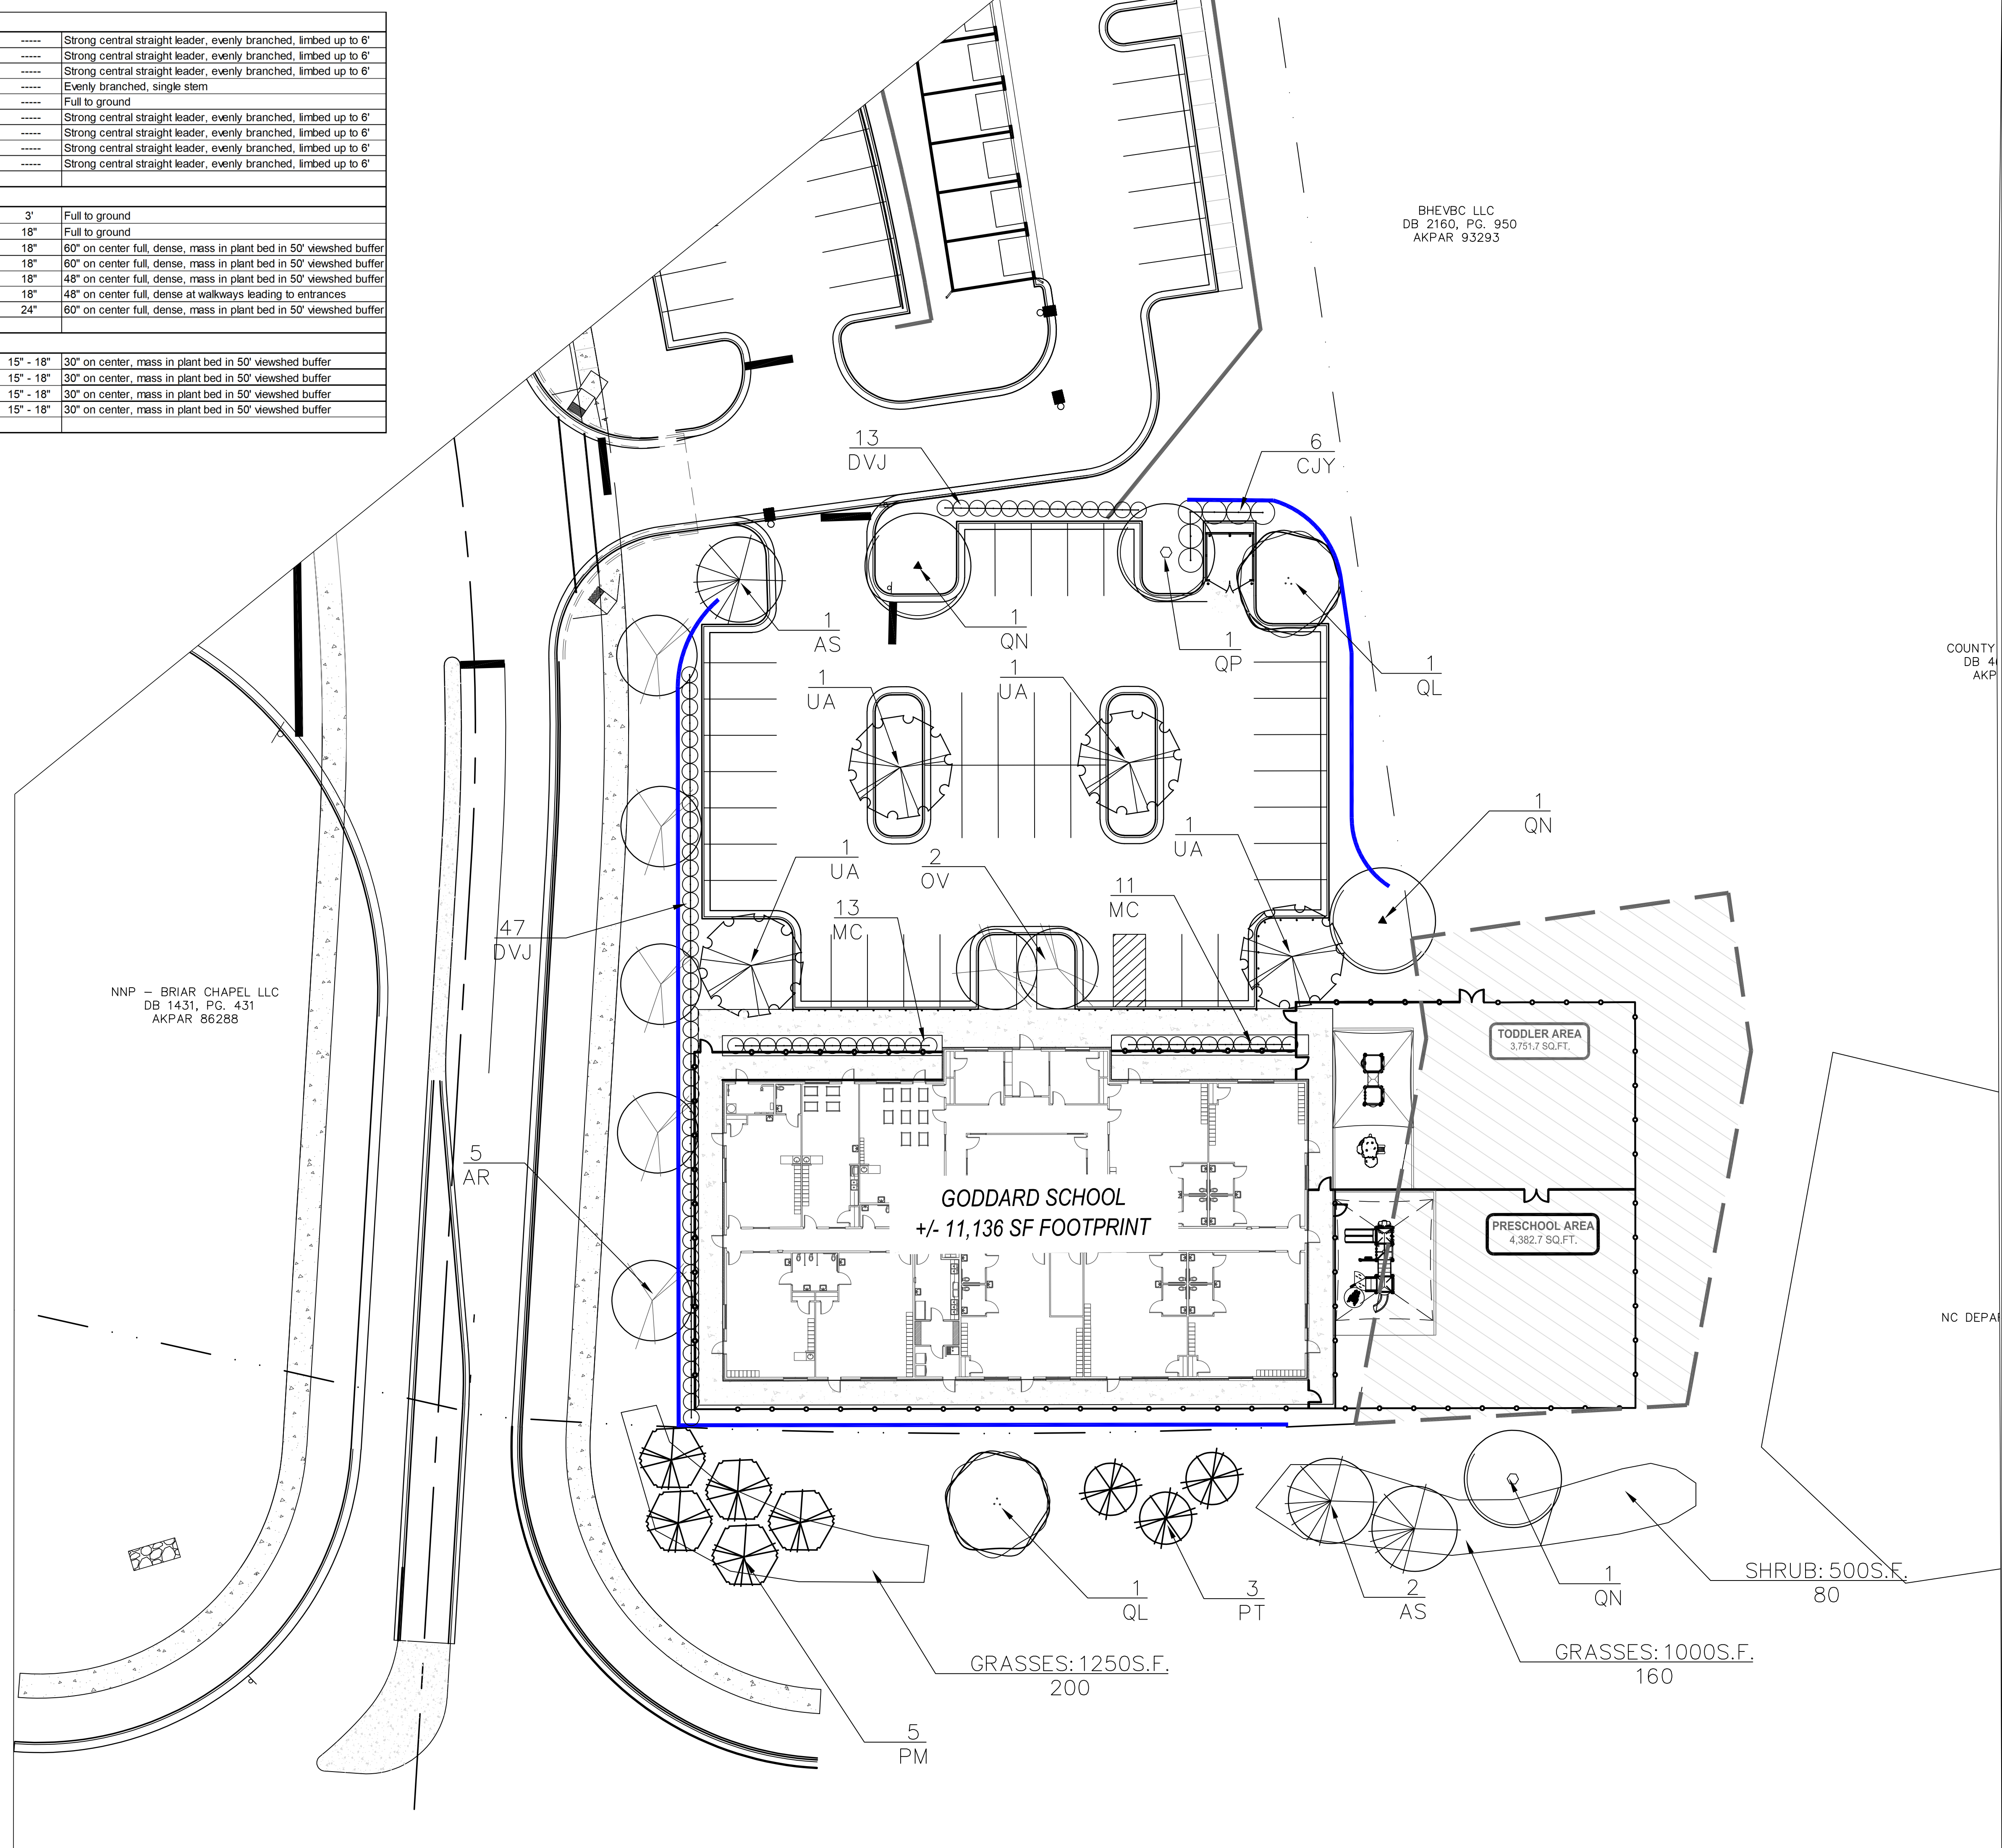 ----- Strong central straight leader, evenly branched, limbed up to 6'
----- Strong central straight leader, evenly branched, limbed up to 6'
----- Strong central straight leader, evenly branched, limbed up to 6'
----- Evenly branched, single stem
----- Full to ground
----- Strong central straight leader, evenly branched, limbed up to 6'
----- Strong central straight leader, evenly branched, limbed up to 6'
----- Strong central straight leader, evenly branched, limbed up to 6'
----- Strong central straight leader, evenly branched, limbed up to 6'
3' Full to ground
18" Full to ground
18" 60" on center full, dense, mass in plant bed in 50' viewshed buffer
18" 60" on center full, dense, mass in plant bed in 50' viewshed buffer
18" 48" on center full, dense, mass in plant bed in 50' viewshed buffer
18" 48" on center full, dense at walkways leading to entrances
24" 60" on center full, dense, mass in plant bed in 50' viewshed buffer
15" - 18" 30" on center, mass in plant bed in 50' viewshed buffer
15" - 18" 30" on center, mass in plant bed in 50' viewshed buffer
15" - 18" 30" on center, mass in plant bed in 50' viewshed buffer
15" - 18" 30" on center, mass in plant bed in 50' viewshed buffer
BHEVBC LLC
DB 2160, PG. 950
AKPAR 93293
13
DVJ
6
CJY
1
AS
1
QN
1
QP
1
QL
COUNTY
DB 4
AKP
1
UA
1
UA
1
QN
1
UA
2
OV
1
UA
11
MC
13
MC
47
DVJ
NNP – BRIAR CHAPEL LLC
DB 1431, PG. 431
AKPAR 86288
TODDLER AREA
3,751.7 SQ.FT.
5
AR
GODDARD SCHOOL
+/- 11,136 SF FOOTPRINT
PRESCHOOL AREA
4,382.7 SQ.FT.
NC DEPA
1
QL
3
PT
2
AS
1
QN
SHRUB: 500S.F.
80
GRASSES: 1250S.F.
200
GRASSES: 1000S.F.
160
5
PM